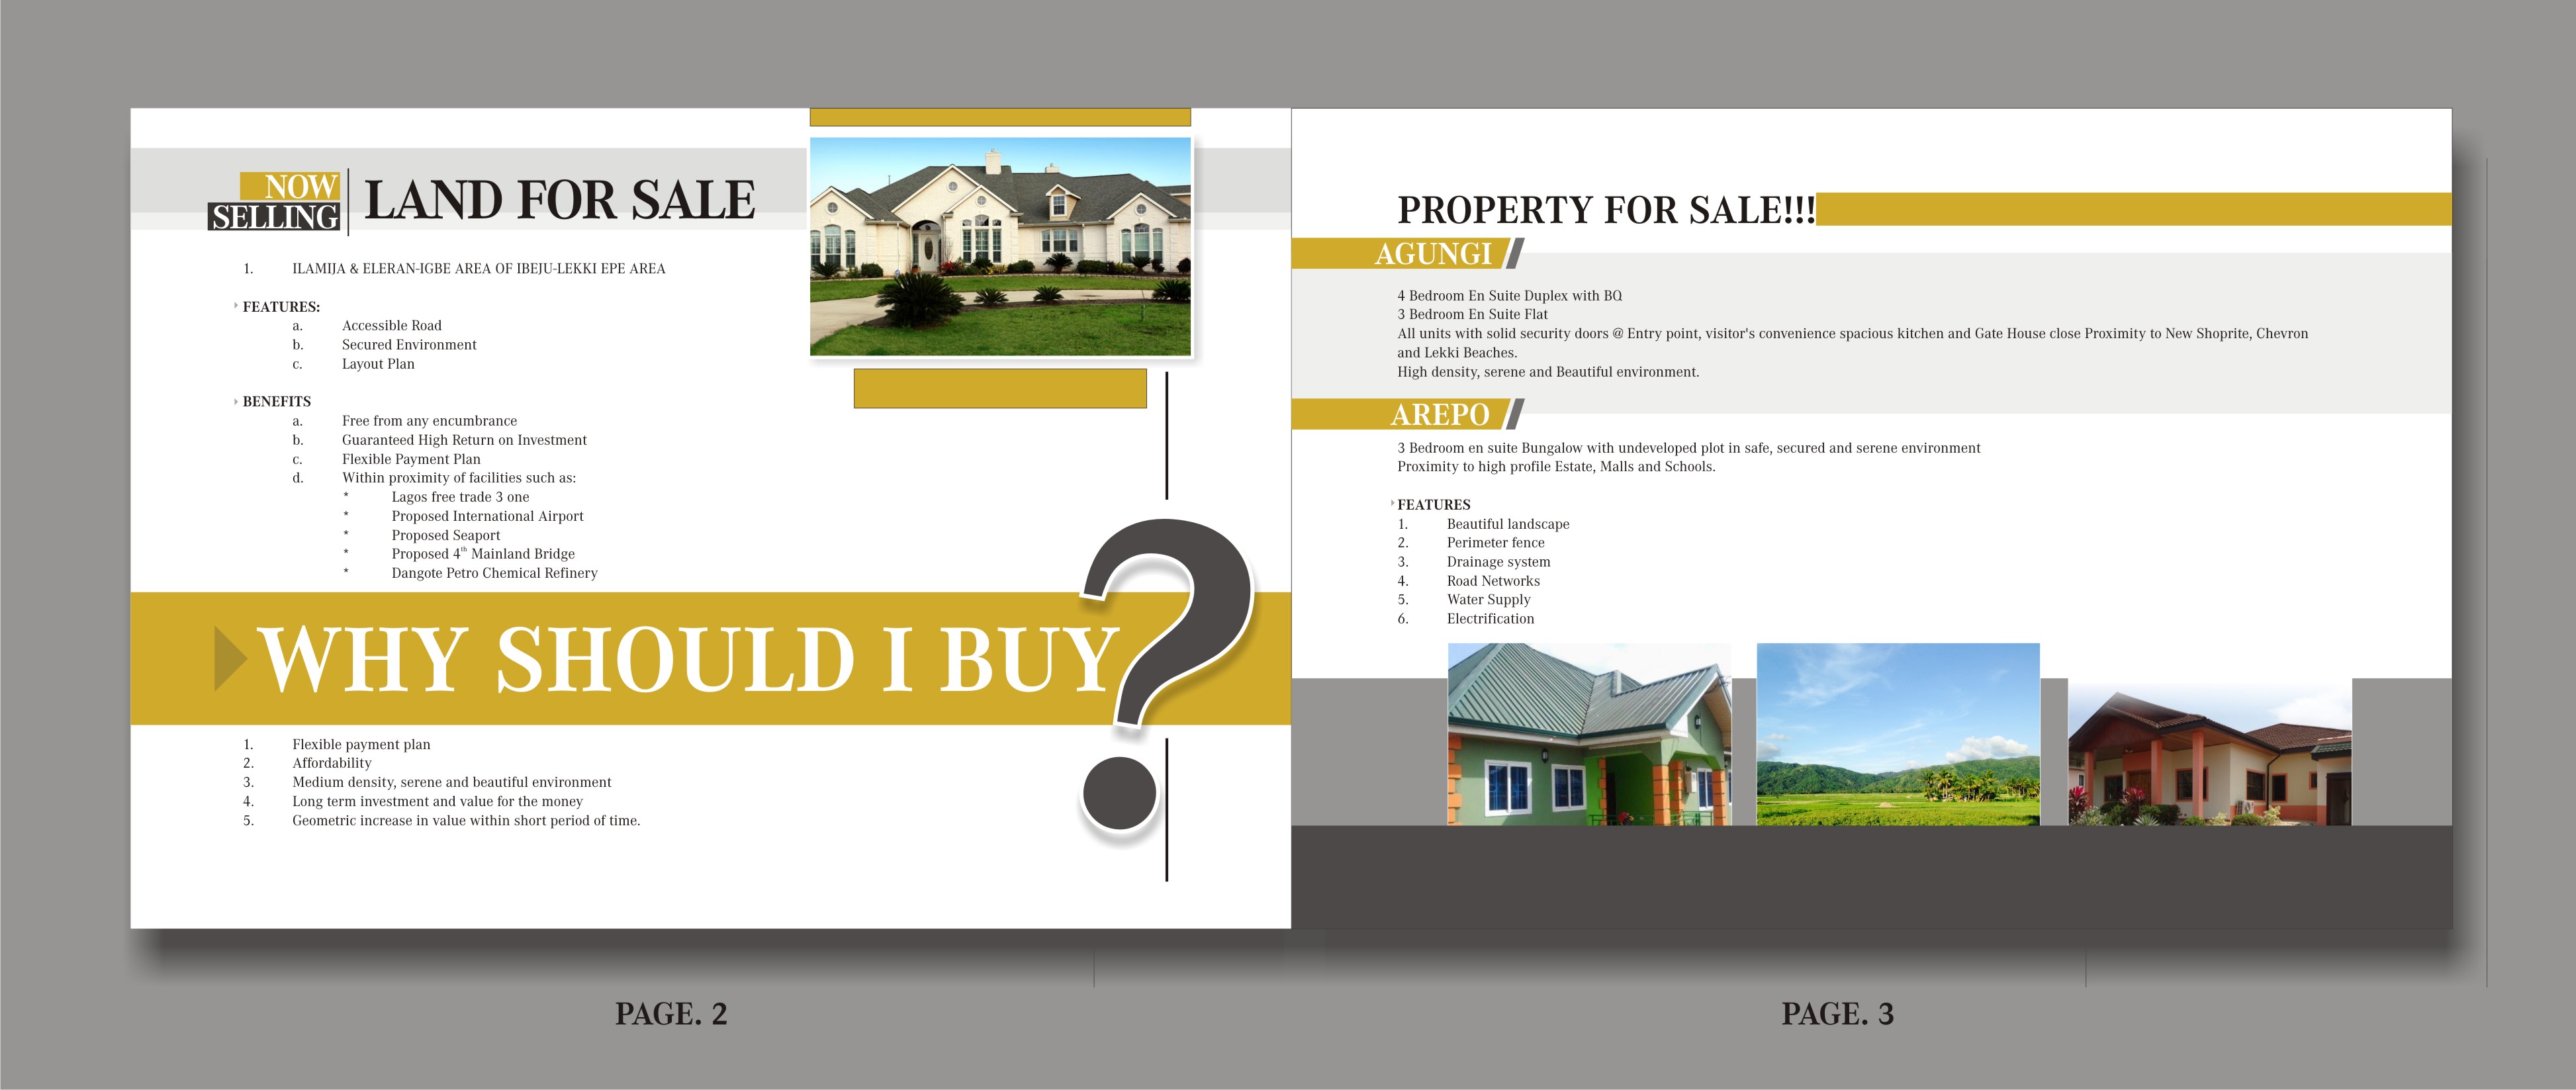 NOW
SELLING
LAND FOR SALE
1. ILAMIJA & ELERAN-IGBE AREA OF IBEJU-LEKKI EPE AREA
FEATURES:
a. Accessible Road
b. Secured Environment
c. Layout Plan
BENEFITS
a. Free from any encumbrance
b. Guaranteed High Return on Investment
c. Flexible Payment Plan
d. Within proximity of facilities such as:
* Lagos free trade 3 one
* Proposed International Airport
* Proposed Seaport
* Proposed 4th Mainland Bridge
* Dangote Petro Chemical Refinery
WHY SHOULD I BUY?
1. Flexible payment plan
2. Affordability
3. Medium density, serene and beautiful environment
4. Long term investment and value for the money
5. Geometric increase in value within short period of time.
PAGE. 2
PROPERTY FOR SALE!!!
AGUNGI
4 Bedroom En Suite Duplex with BQ
3 Bedroom En Suite Flat
All units with solid security doors @ Entry point, visitor's convenience spacious kitchen and Gate House close Proximity to New Shoprite, Chevron
and Lekki Beaches.
High density, serene and Beautiful environment.
AREPO
3 Bedroom en suite Bungalow with undeveloped plot in safe, secured and serene environment
Proximity to high profile Estate, Malls and Schools.
FEATURES
1. Beautiful landscape
2. Perimeter fence
3. Drainage system
4. Road Networks
5. Water Supply
6. Electrification
PAGE. 3